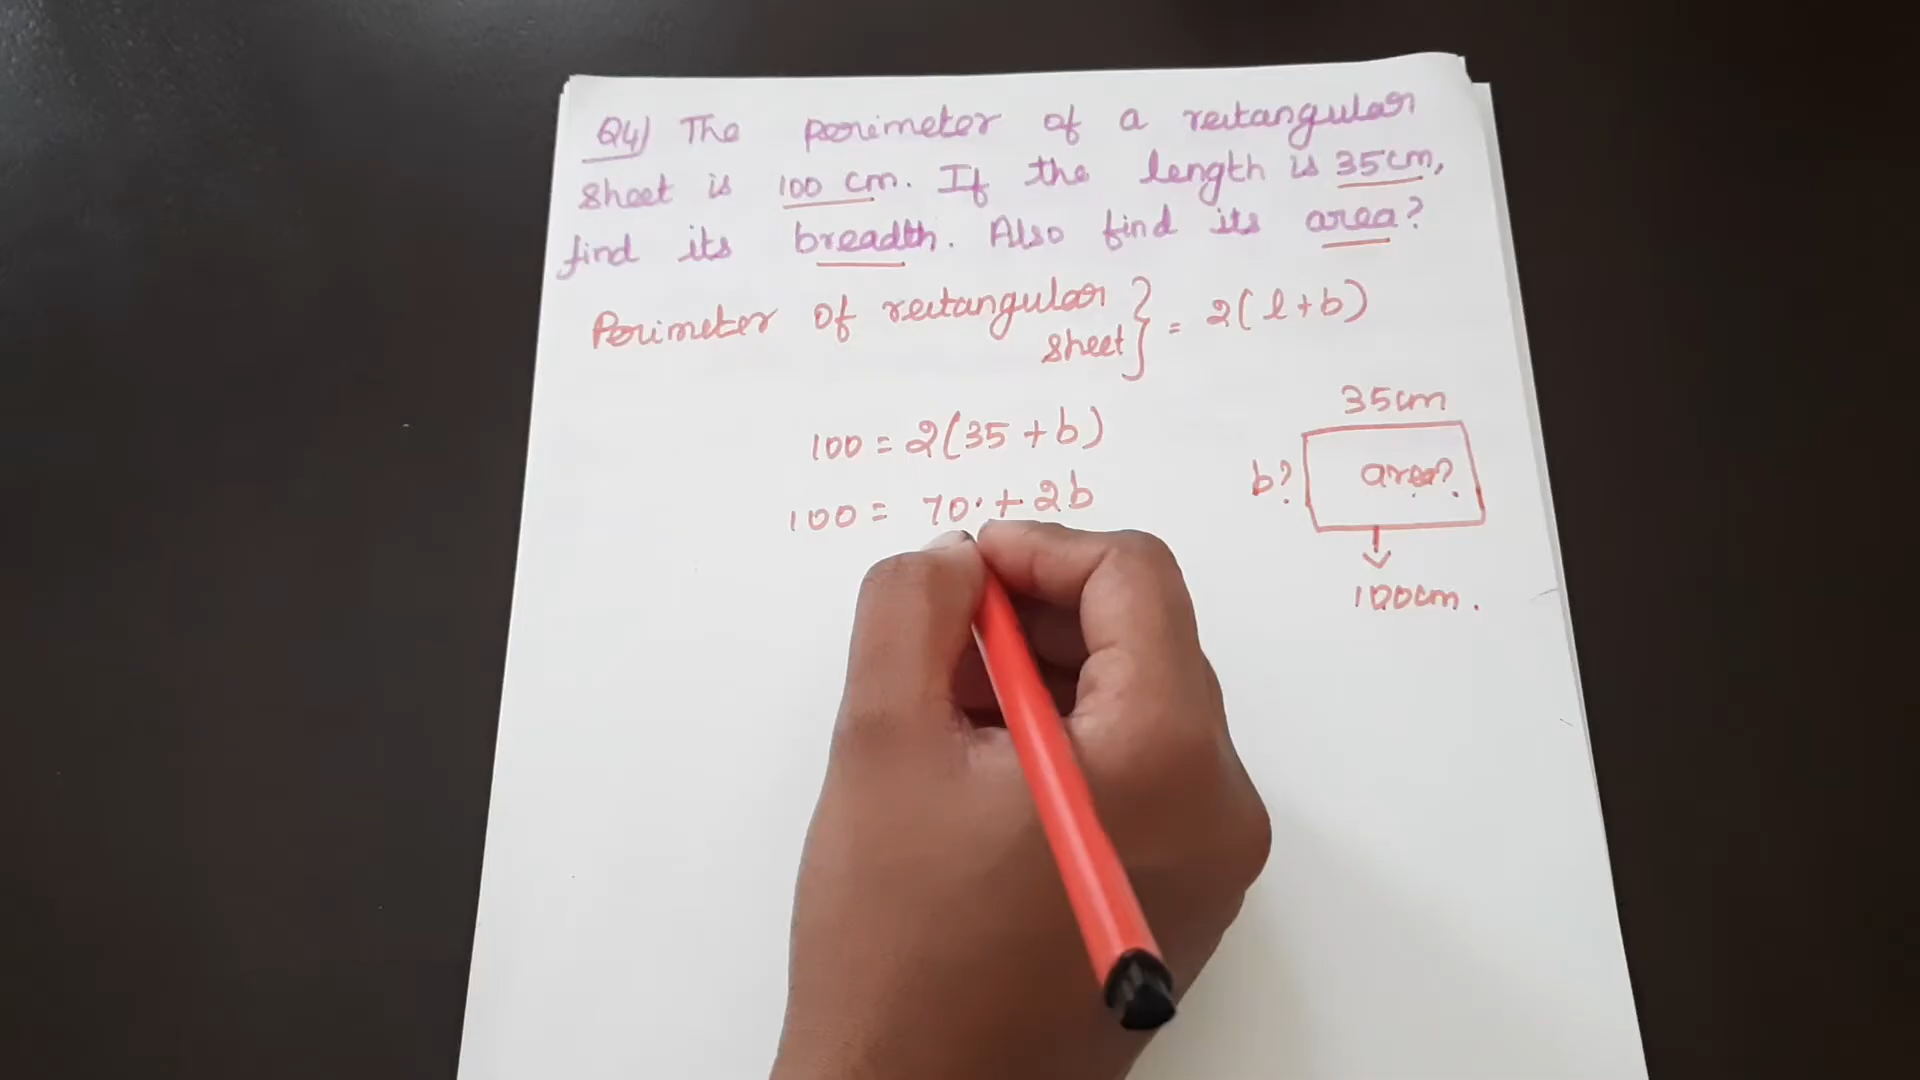 Q4) The perimeter of a rectangular
sheet is 100 cm. If the length is 35cm,
find its breadth. Also find its area?
Perimeter of rectangular
sheet} = 2(l+b)
100 = 2(35 + b)
100 = 70 + 2b
35cm
b? area?
100cm.